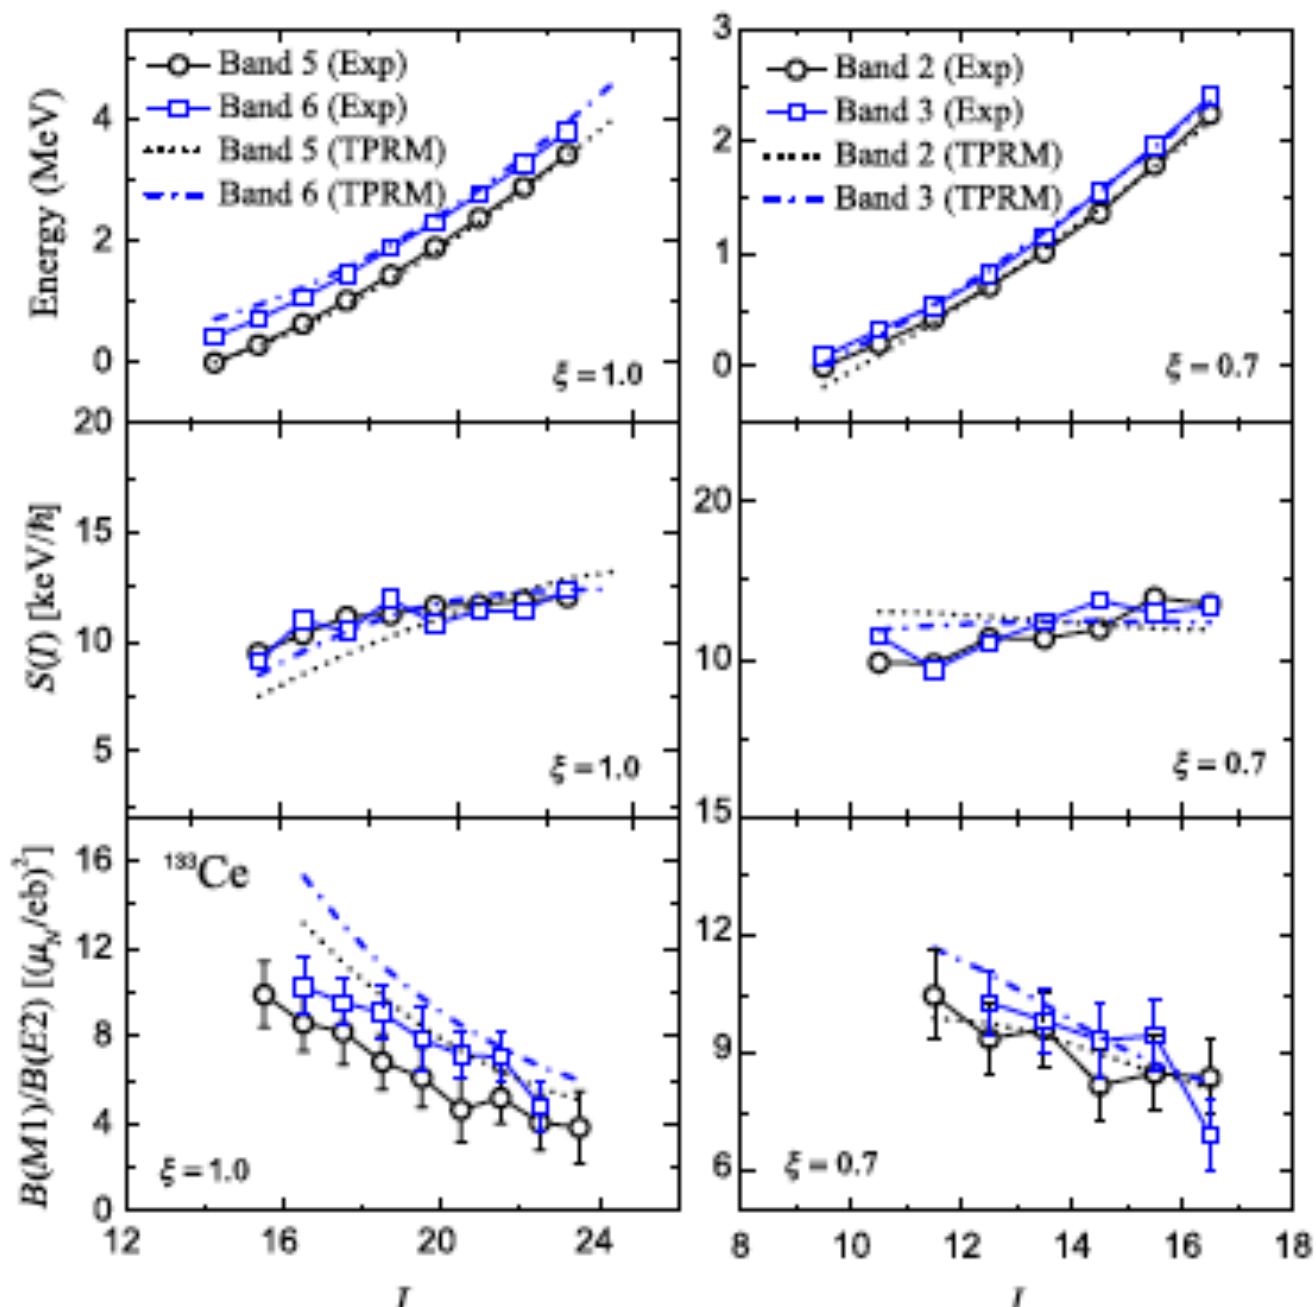 Band 5 (Exp)
Band 6 (Exp)
Band 5 (TPRM)
Band 6 (TPRM)
Energy (MeV)
4
2
0
ξ = 1.0
Band 2 (Exp)
Band 3 (Exp)
Band 2 (TPRM)
Band 3 (TPRM)
3
2
1
0
ξ = 0.7
S(I) [keV/ħ]
20
15
10
5
ξ = 1.0
20
10
15
ξ = 0.7
B(M1)/B(E2) [(μ_N/eb)²]
¹³³Ce
16
12
8
4
0
ξ = 1.0
12 16 20 24
I
12
9
6
ξ = 0.7
8 10 12 14 16 18
I